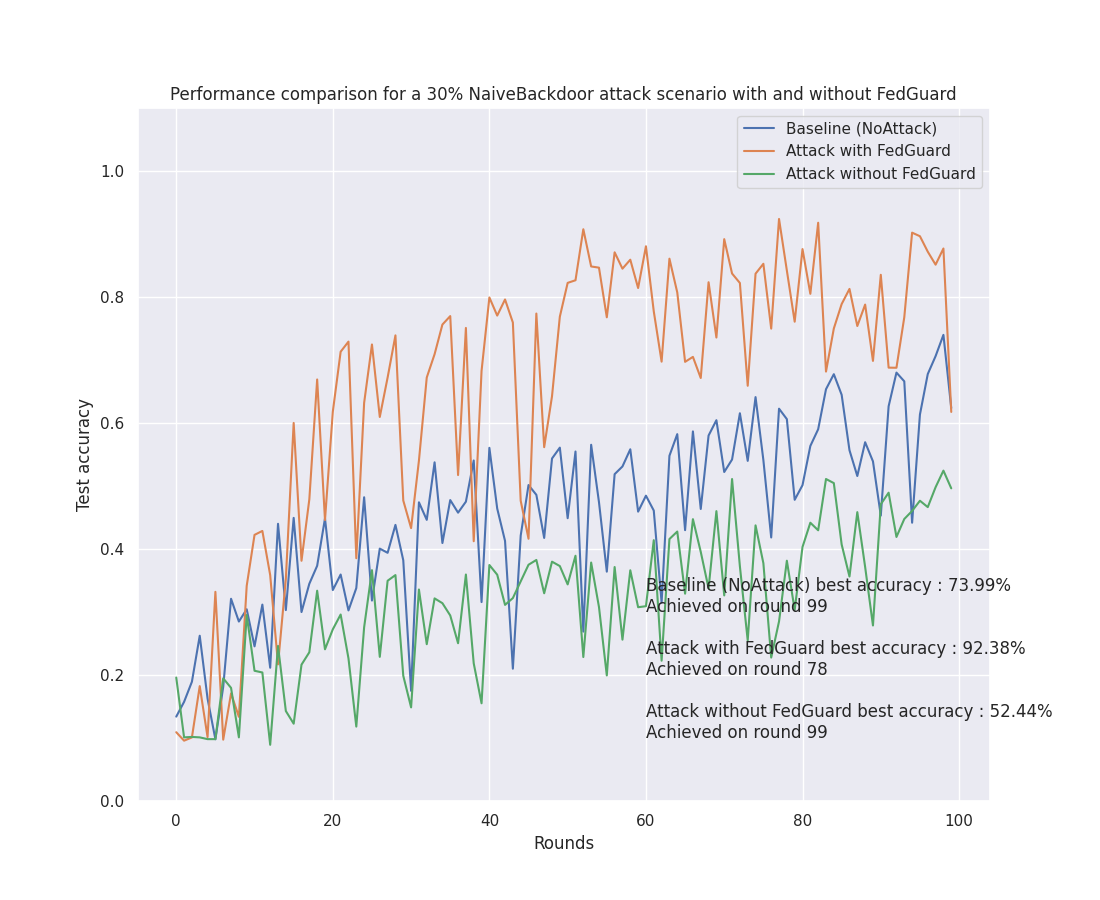 Performance comparison for a 30% NaiveBackdoor attack scenario with and without FedGuard
Baseline (NoAttack)
Attack with FedGuard
Attack without FedGuard
1.0
0.8
0.6
0.4
0.2
0.0
Test accuracy
Baseline (NoAttack) best accuracy : 73.99%
Achieved on round 99
Attack with FedGuard best accuracy : 92.38%
Achieved on round 78
Attack without FedGuard best accuracy : 52.44%
Achieved on round 99
0 20 40 60 80 100
Rounds